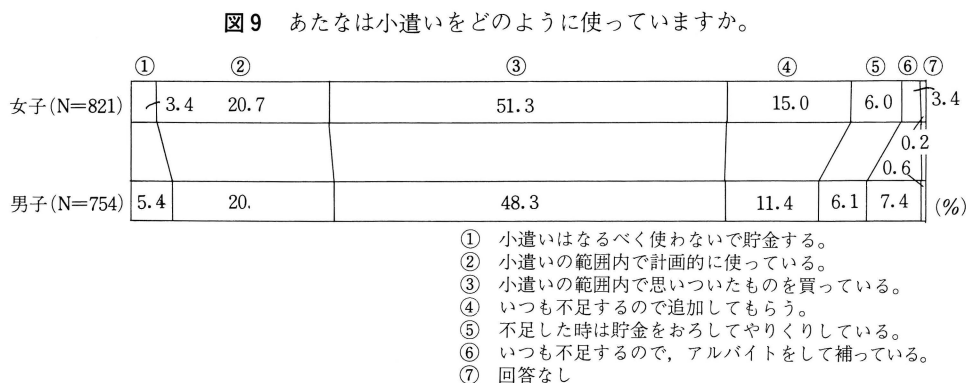 図9 あたなは小遣いをどのように使っていますか。
① ② ③ ④ ⑤ ⑥ ⑦
女子(N=821) 3.4 20.7 51.3 15.0 6.0 3.4
0.2
0.6
男子(N=754) 5.4 20. 48.3 11.4 6.1 7.4 (%)
① 小遣いはなるべく使わないで貯金する。
② 小遣いの範囲内で計画的に使っている。
③ 小遣いの範囲内で思いついたものを買っている。
④ いつも不足するので追加してもらう。
⑤ 不足した時は貯金をおろしてやりくりしている。
⑥ いつも不足するので,アルバイトをして補っている。
⑦ 回答なし